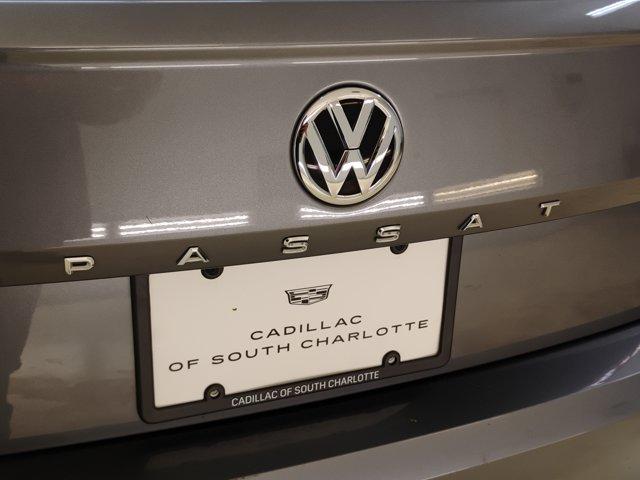 PASSAT
CADILLAC
OF SOUTH CHARLOTTE
CADILLAC OF SOUTH CHARLOTTE